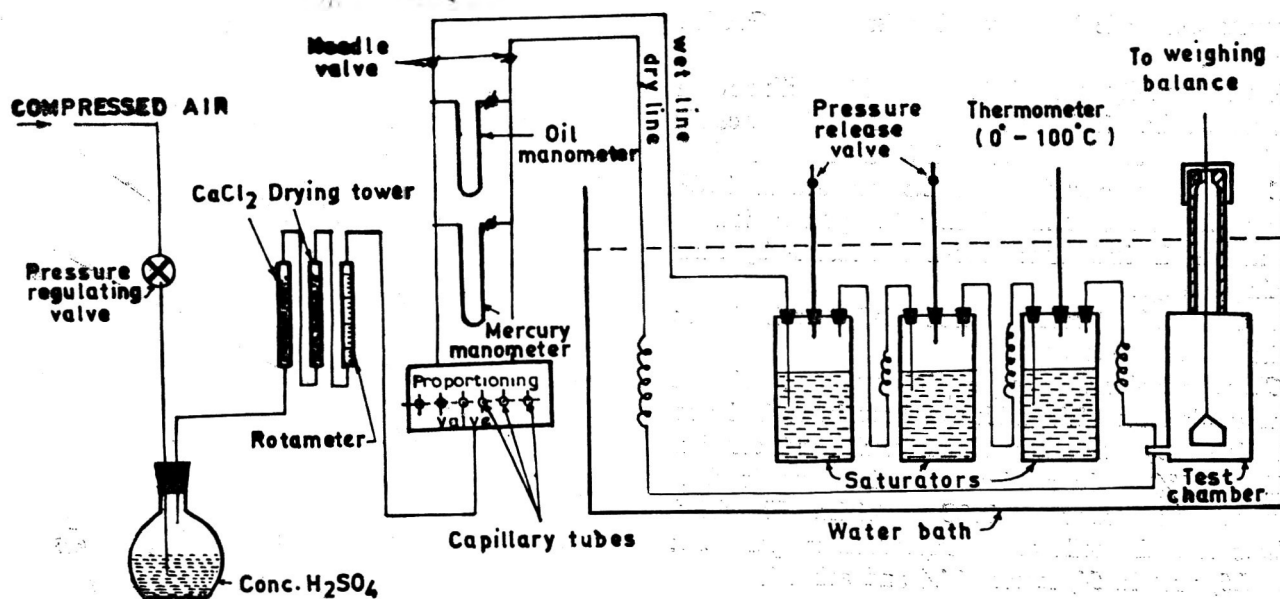 COMPRESSED AIR
Needle
valve
Oil
manometer
wet line
dry line
Pressure
release
valve
Thermometer
(0° - 100°C)
To weighing
balance
CaCl2 Drying tower
Pressure
regulating
valve
Mercury
manometer
Proportioning
valve
Rotameter
Capillary tubes
Conc. H2SO4
Saturators
Water bath
Test
chamber